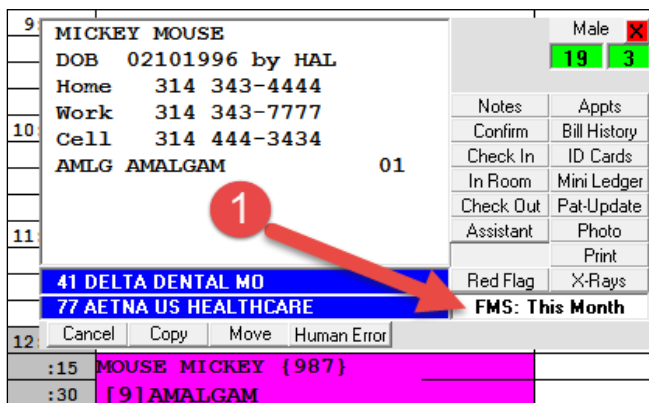 9:
MICKEY MOUSE
DOB 02101996 by HAL
Home 314 343-4444
Work 314 343-7777
Cell 314 444-3434
AMLG AMALGAM 01
Male X
19 3
Notes Appts
Confirm Bill History
Check In ID Cards
In Room Mini Ledger
Check Out Pat-Update
Assistant Photo
Print
Red Flag X-Rays
10:
1
11:
41 DELTA DENTAL MO
77 AETNA US HEALTHCARE
FMS: This Month
Cancel Copy Move Human Error
12:
:15 MOUSE MICKEY {987}
:30 [9]AMALGAM